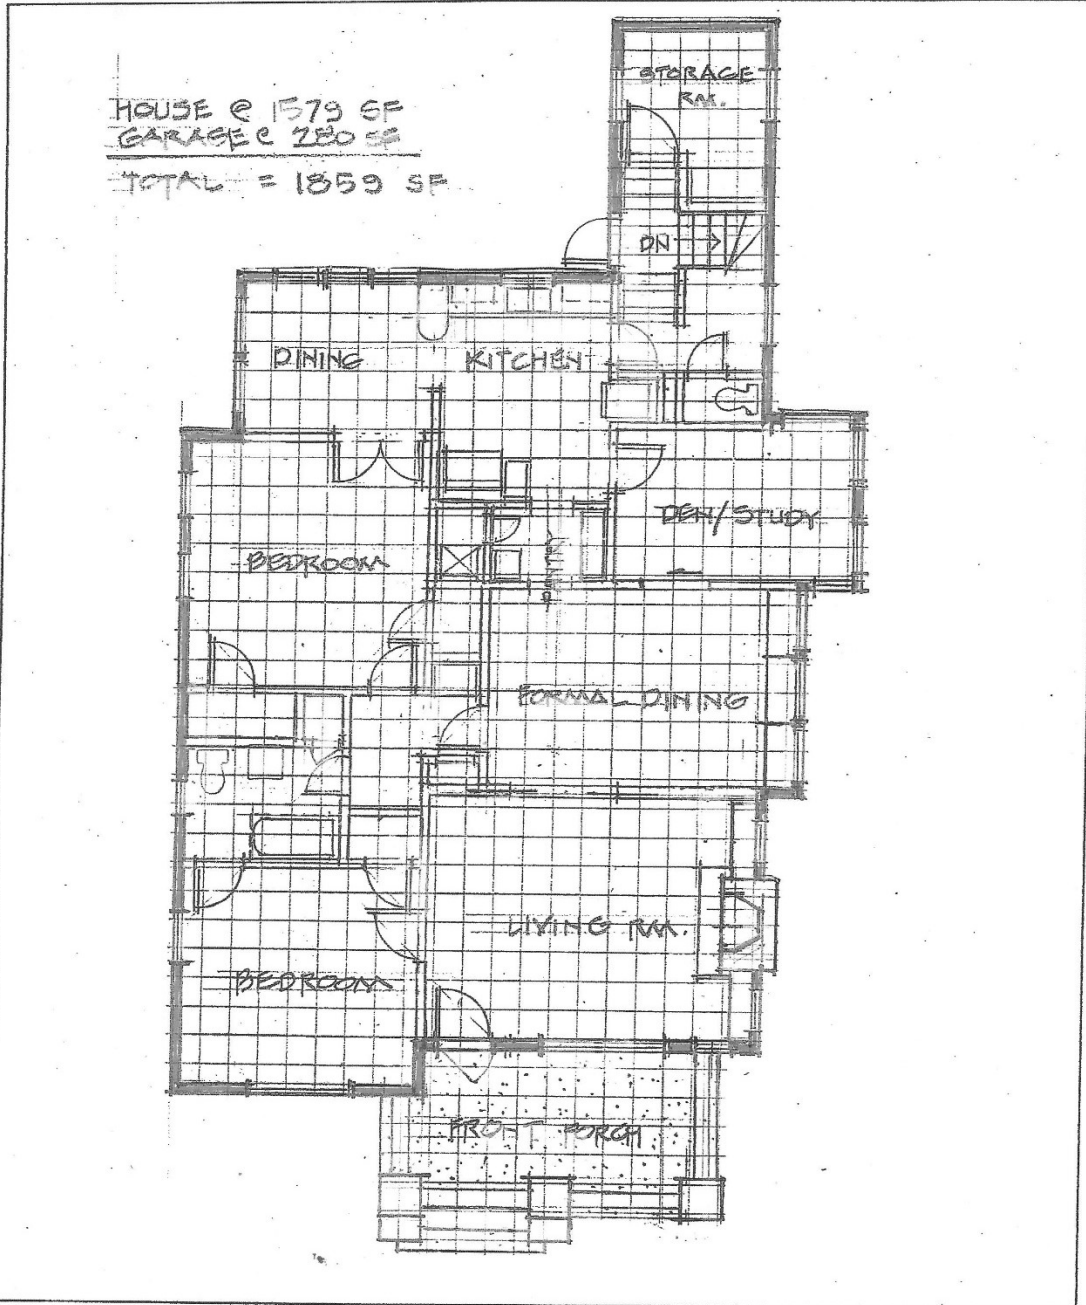 HOUSE @ 1579 SF
GARAGE @ 280 SF
TOTAL = 1859 SF
STORAGE
RM.
DN
DINING
KITCHEN
DEN/STUDY
BEDROOM
FORMAL DINING
LIVING RM.
BEDROOM
FRONT PORCH